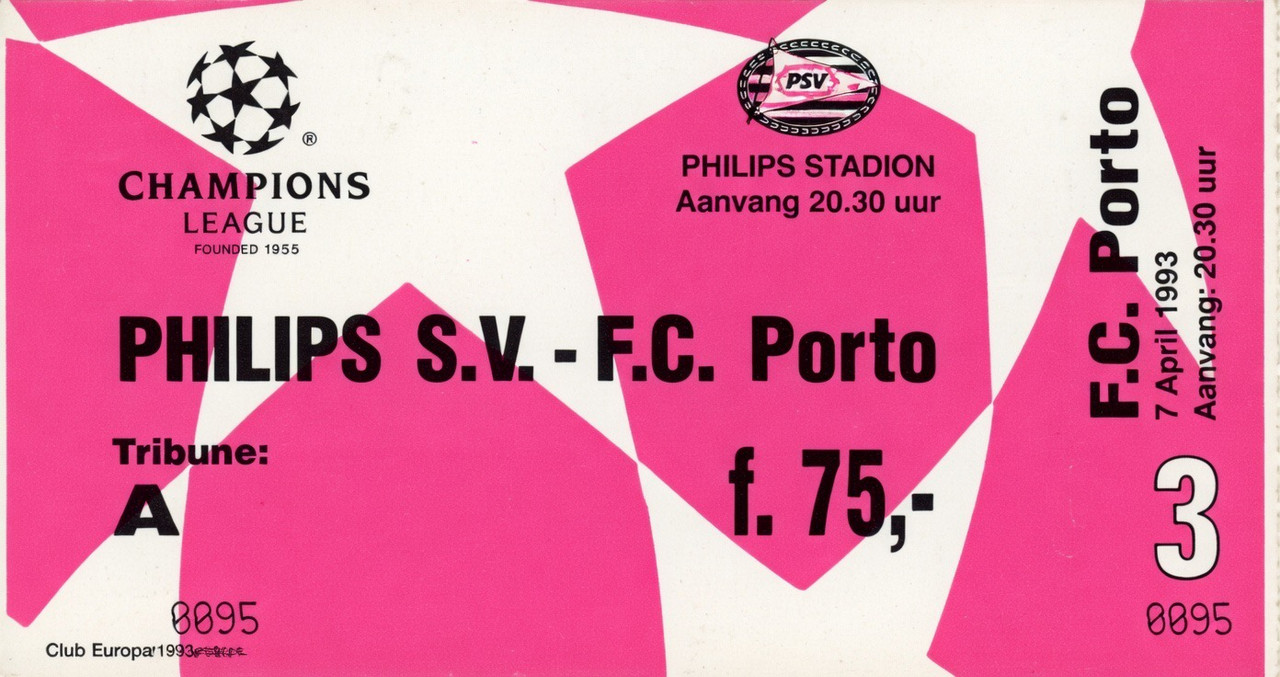 PSV
®
CHAMPIONS
LEAGUE
FOUNDED 1955
PHILIPS STADION
Aanvang 20.30 uur
PHILIPS S.V. - F.C. Porto
Tribune:
A
f. 75,-
0095
Club Europa'1993
F.C. Porto
7 April 1993
Aanvang: 20.30 uur
3
0095